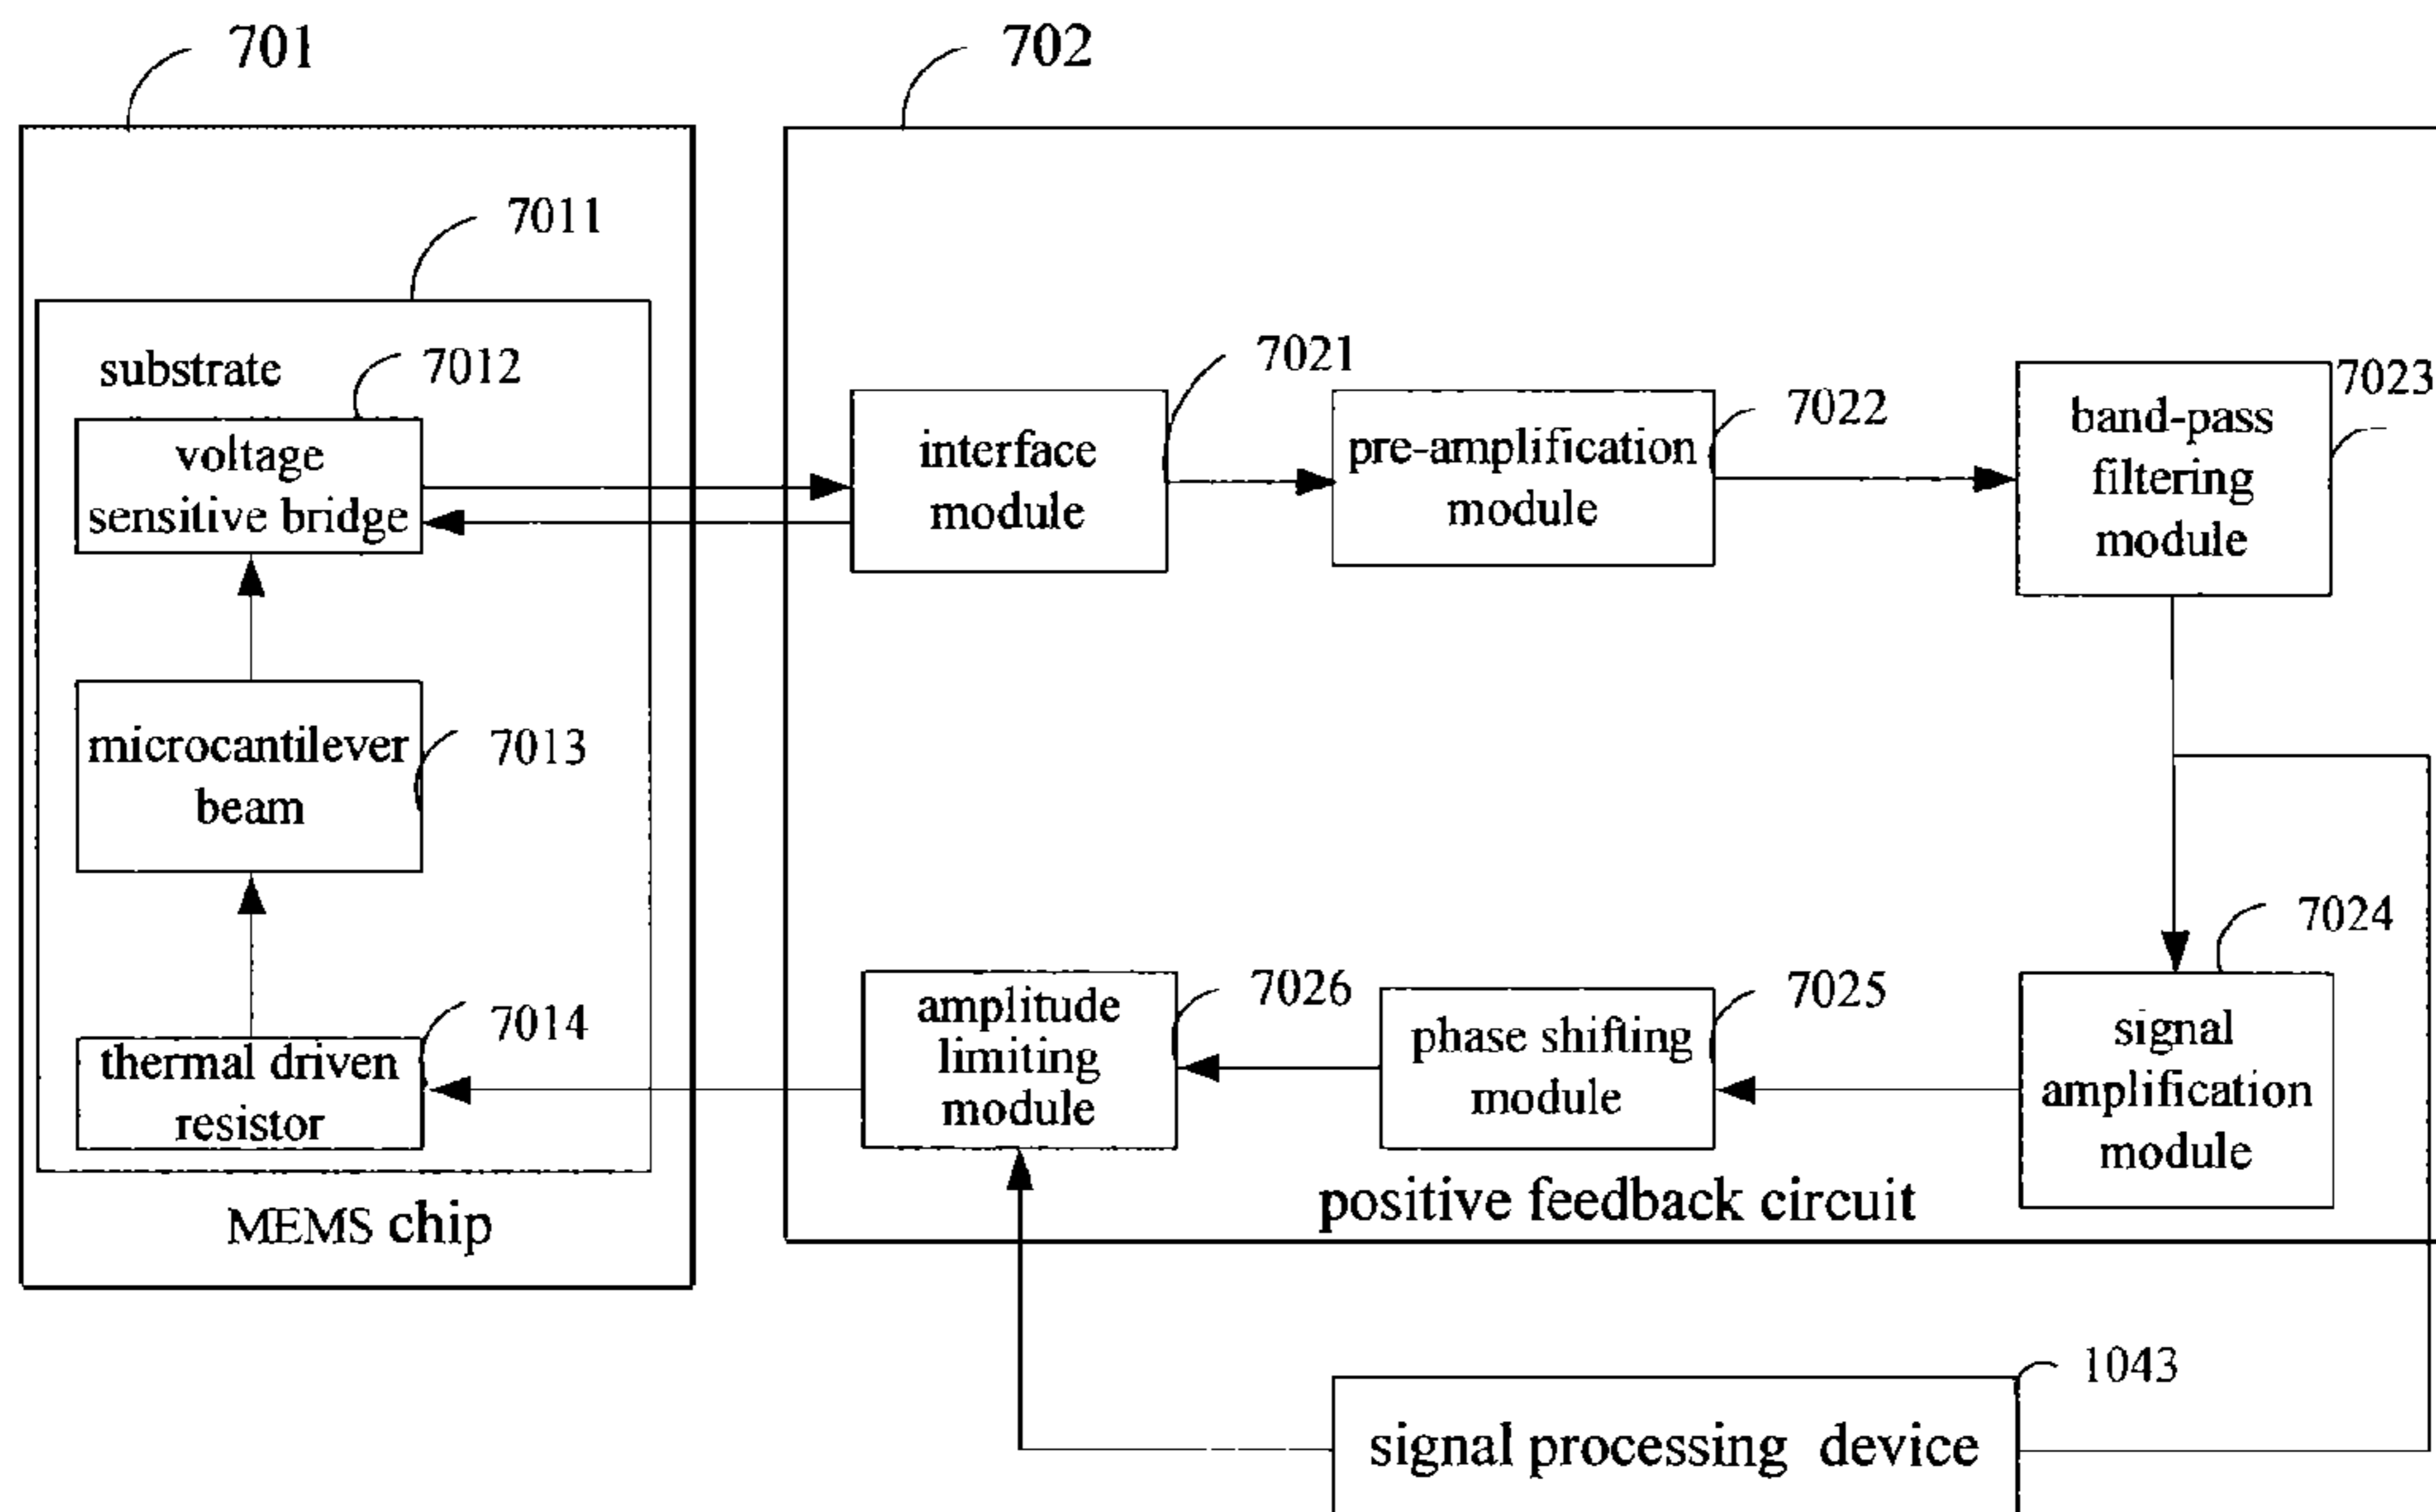 701
702
7011
substrate
7012
voltage
sensitive bridge
7021
interface
module
pre-amplification
module
7022
7023
band-pass
filtering
module
microcantilever
beam
7013
7024
signal
amplification
module
7025
phase shifting
module
7026
amplitude
limiting
module
7014
thermal driven
resistor
MEMS chip
positive feedback circuit
1043
signal processing device